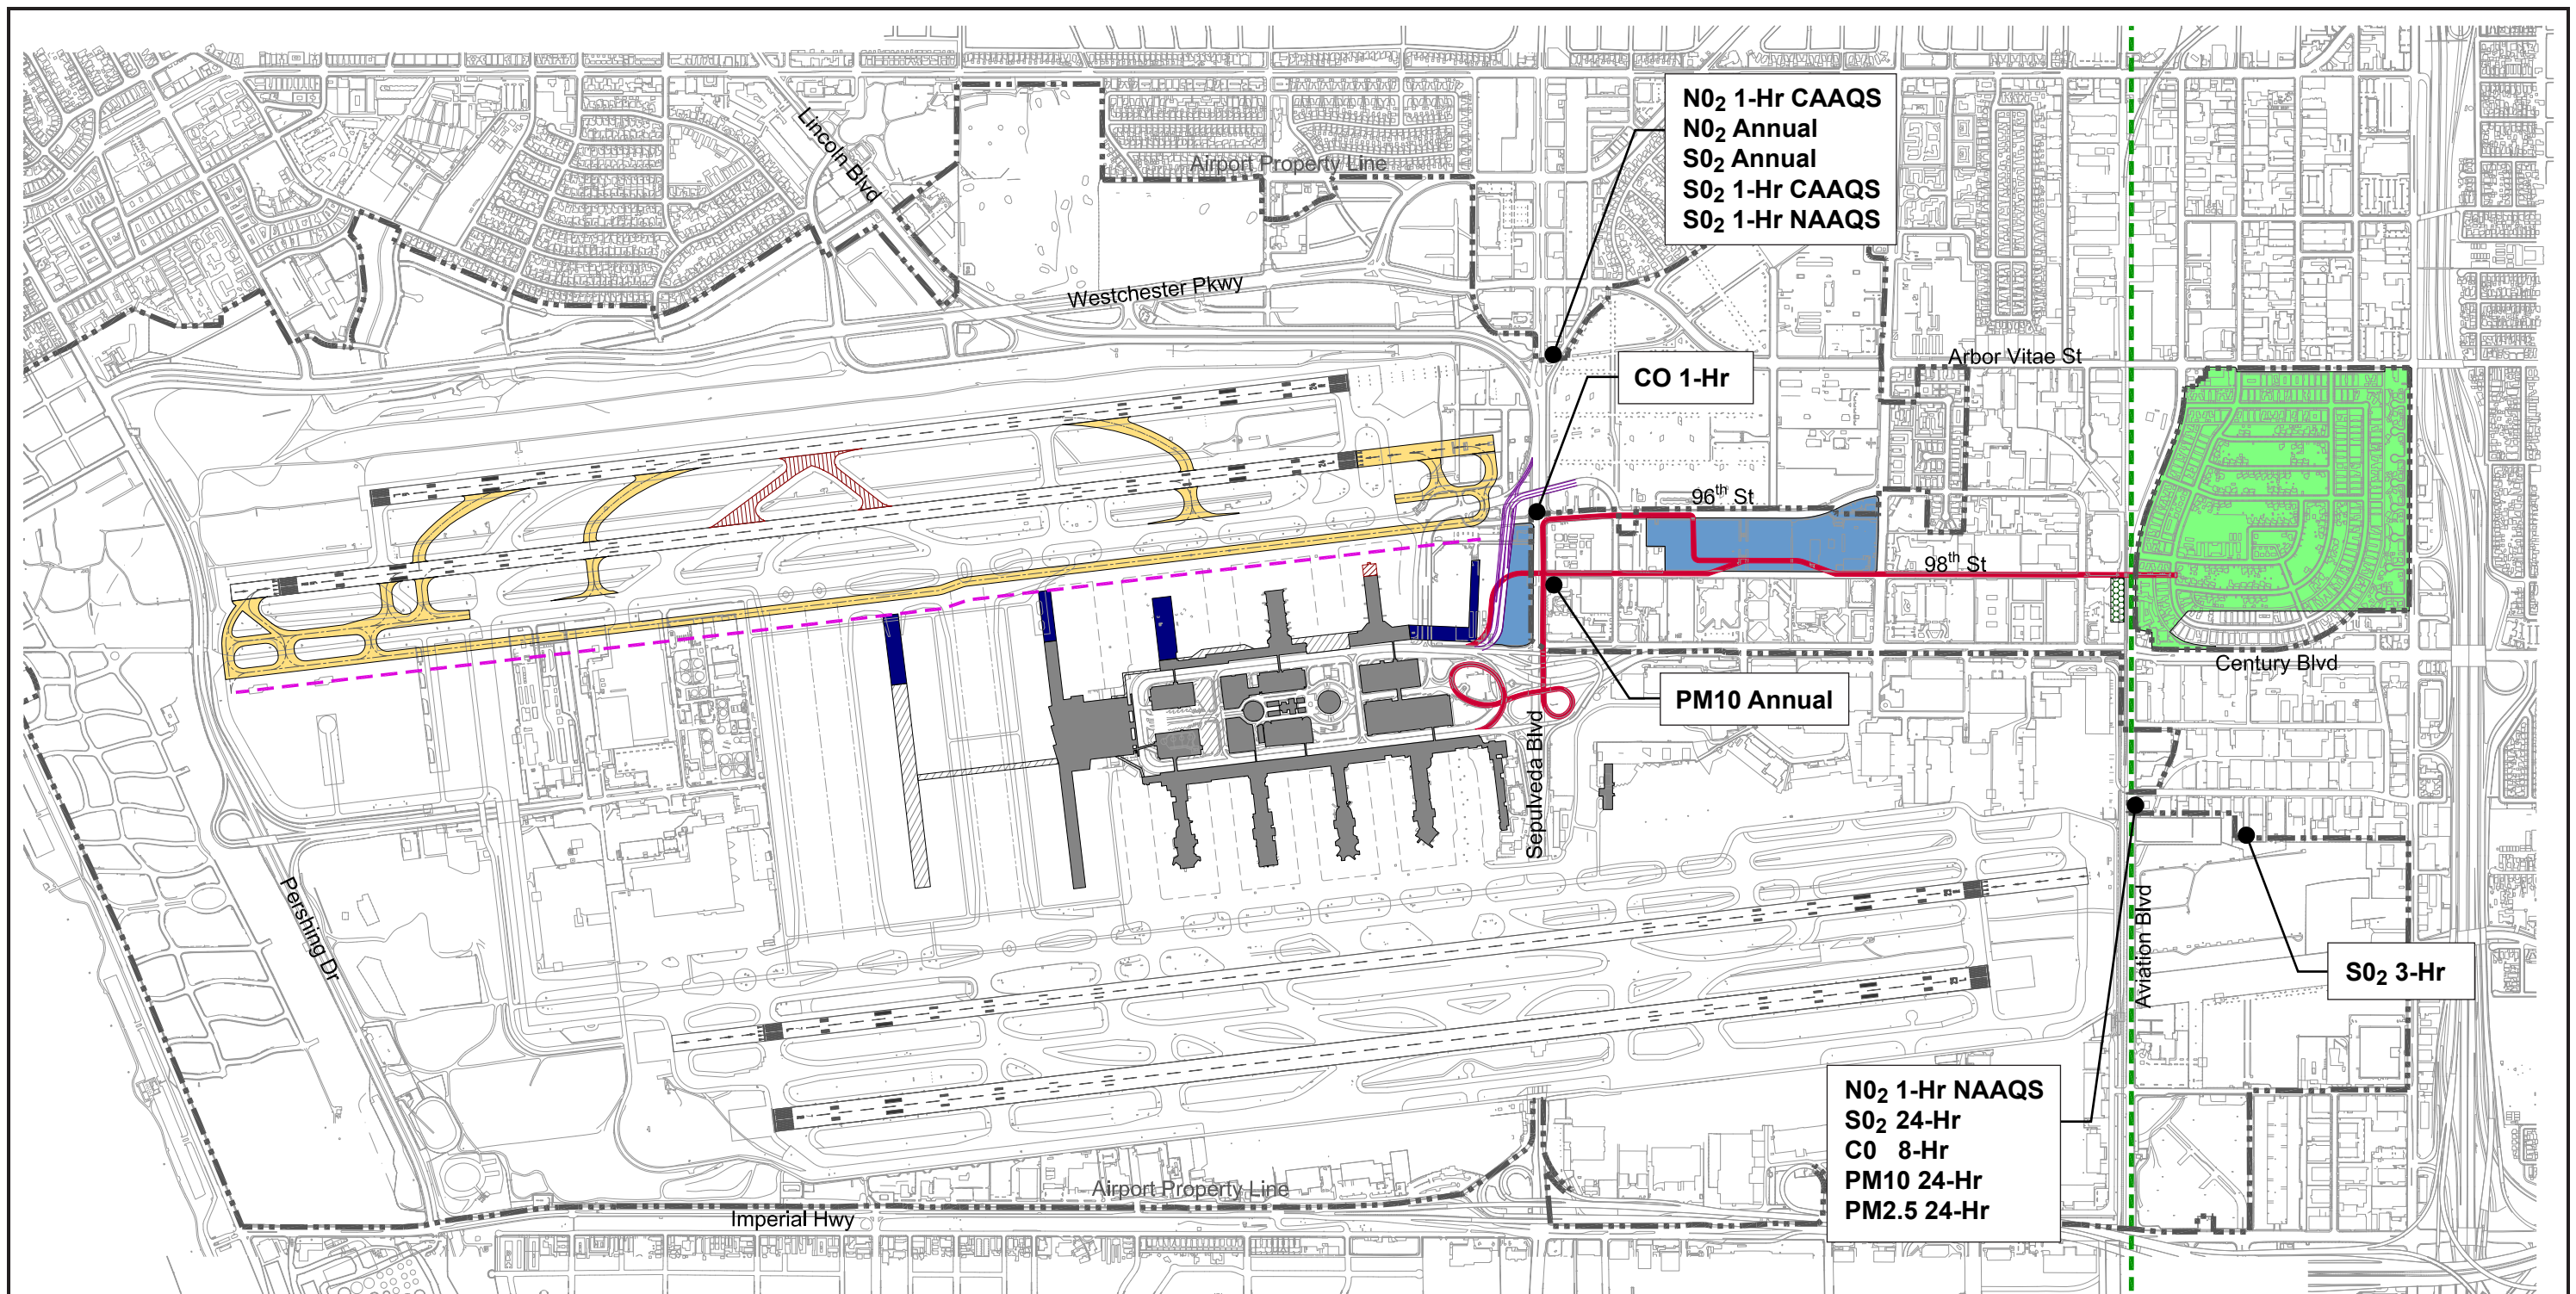 N0₂ 1-Hr CAAQS
N0₂ Annual
S0₂ Annual
S0₂ 1-Hr CAAQS
S0₂ 1-Hr NAAQS
Lincoln Blvd
Airport Property Line
Westchester Pkwy
CO 1-Hr
Arbor Vitae St
96th St
98th St
Century Blvd
PM10 Annual
Sepulveda Blvd
Pershing Dr
Aviation Blvd
S0₂ 3-Hr
N0₂ 1-Hr NAAQS
S0₂ 24-Hr
C0 8-Hr
PM10 24-Hr
PM2.5 24-Hr
Airport Property Line
Imperial Hwy